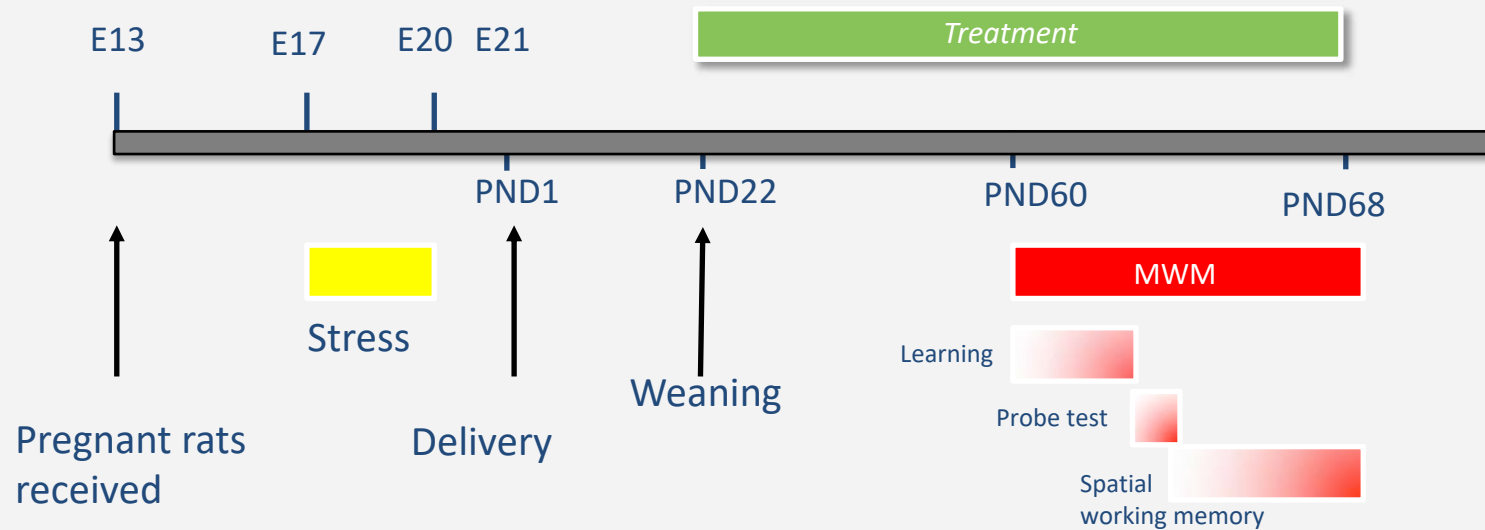 E13
E17
E20
E21
Treatment
PND1
PND22
PND60
PND68
MWM
Stress
Learning
Weaning
Probe test
Pregnant rats
received
Delivery
Spatial
working memory